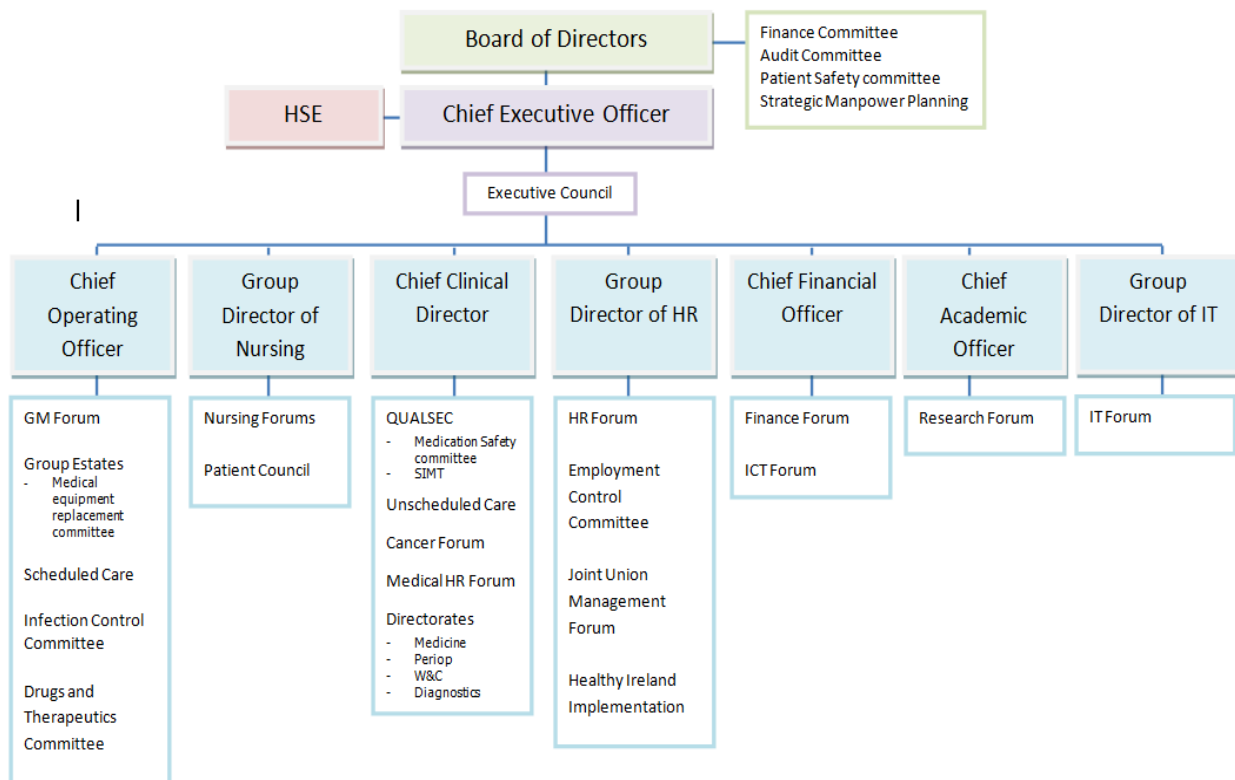 Board of Directors
Finance Committee
Audit Committee
Patient Safety committee
Strategic Manpower Planning
HSE
Chief Executive Officer
Executive Council
Chief
Operating
Officer
Group
Director of
Nursing
Chief Clinical
Director
Group
Director of HR
Chief Financial
Officer
Chief
Academic
Officer
Group
Director of IT
GM Forum
Group Estates
- Medical
equipment
replacement
committee
Scheduled Care
Infection Control
Committee
Drugs and
Therapeutics
Committee
Nursing Forums
Patient Council
QUALSEC
- Medication Safety
committee
- SIMT
Unscheduled Care
Cancer Forum
Medical HR Forum
Directorates
- Medicine
- Periop
- W&C
- Diagnostics
HR Forum
Employment
Control
Committee
Joint Union
Management
Forum
Healthy Ireland
Implementation
Finance Forum
ICT Forum
Research Forum
IT Forum